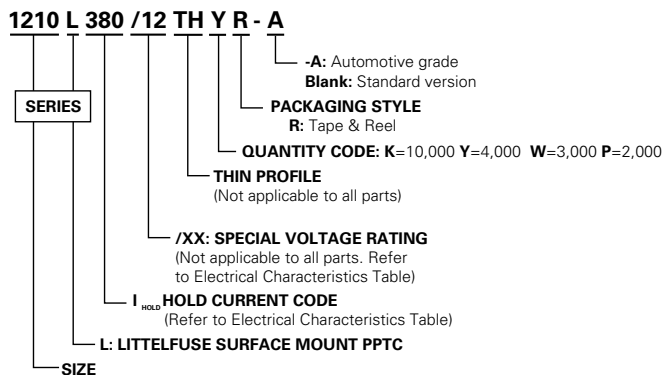 1210 L 380 /12 TH Y R - A
-A: Automotive grade
Blank: Standard version
SERIES
PACKAGING STYLE
R: Tape & Reel
QUANTITY CODE: K=10,000 Y=4,000 W=3,000 P=2,000
THIN PROFILE
(Not applicable to all parts)
/XX: SPECIAL VOLTAGE RATING
(Not applicable to all parts. Refer
to Electrical Characteristics Table)
I HOLD HOLD CURRENT CODE
(Refer to Electrical Characteristics Table)
L: LITTELFUSE SURFACE MOUNT PPTC
SIZE